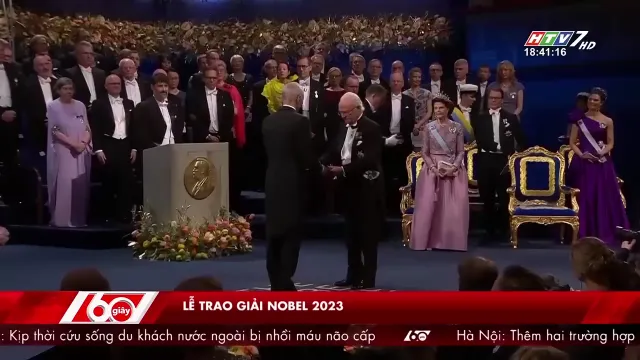 HTV7 HD
18:41:16
60 giây
LỄ TRAO GIẢI NOBEL 2023
: Kịp thời cứu sống du khách nước ngoài bị nhồi máu não cấp 60 Hà Nội: Thêm hai trường hợp